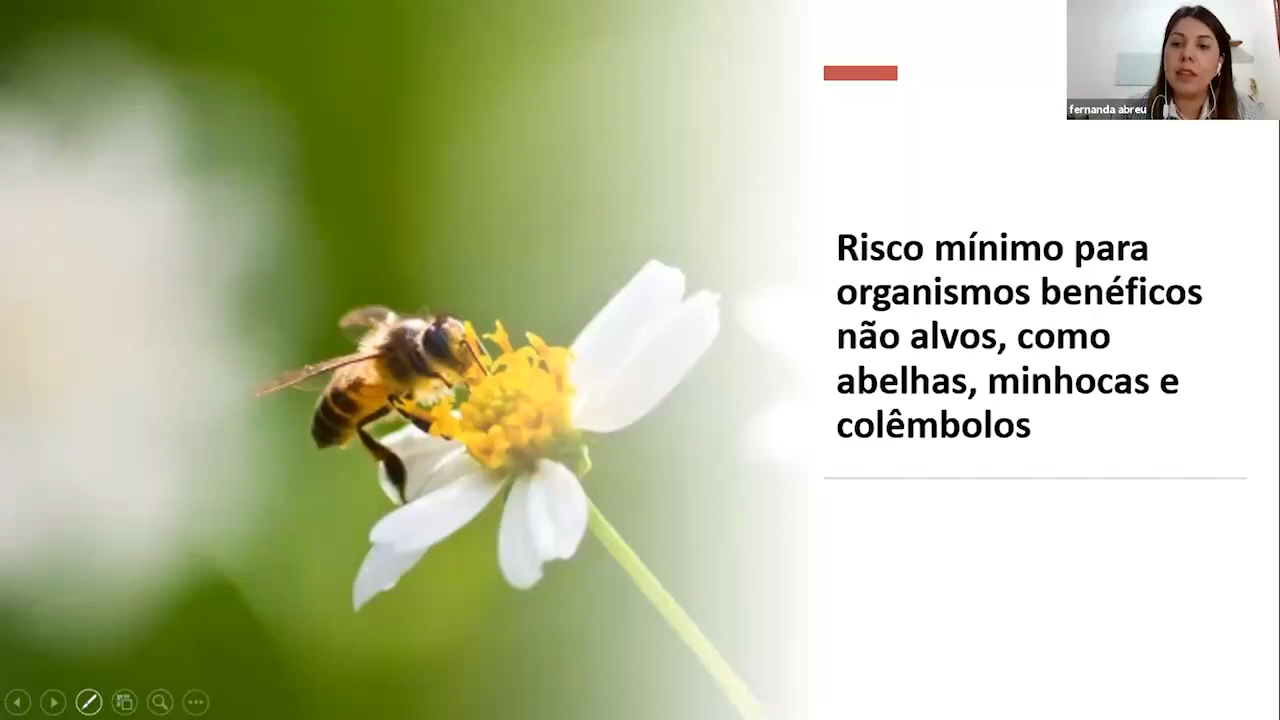 fernanda abreu
Risco mínimo para
organismos benéficos
não alvos, como
abelhas, minhocas e
colêmbolos